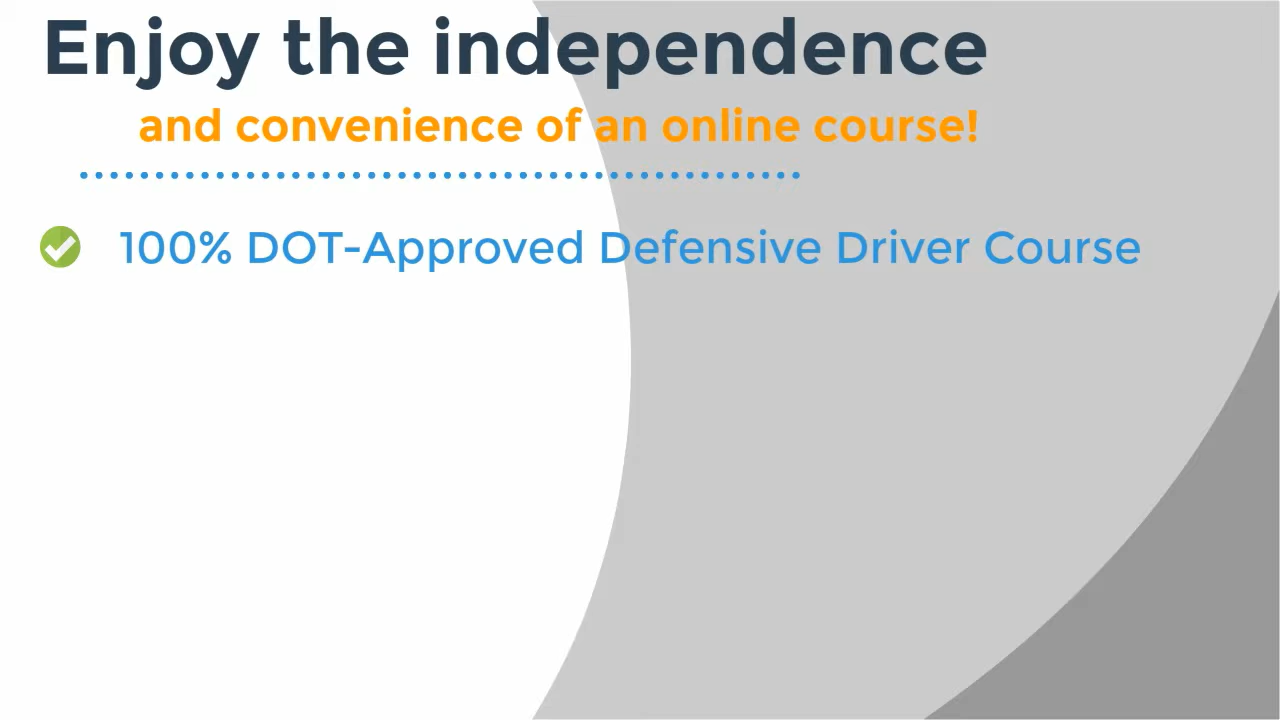 Enjoy the independence
and convenience of an online course!
100% DOT-Approved Defensive Driver Course